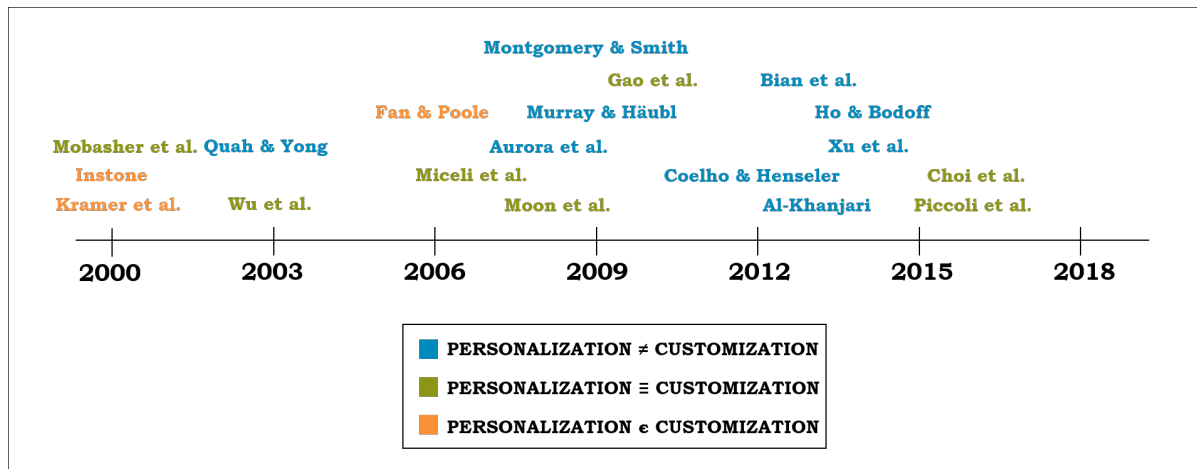 Montgomery & Smith
Gao et al. Bian et al.
Fan & Poole Murray & Häubl Ho & Bodoff
Mobasher et al. Quah & Yong Aurora et al. Xu et al.
Instone Miceli et al. Coelho & Henseler Choi et al.
Kramer et al. Wu et al. Moon et al. Al-Khanjari Piccoli et al.
2000 2003 2006 2009 2012 2015 2018
PERSONALIZATION ≠ CUSTOMIZATION
PERSONALIZATION ≡ CUSTOMIZATION
PERSONALIZATION ϵ CUSTOMIZATION